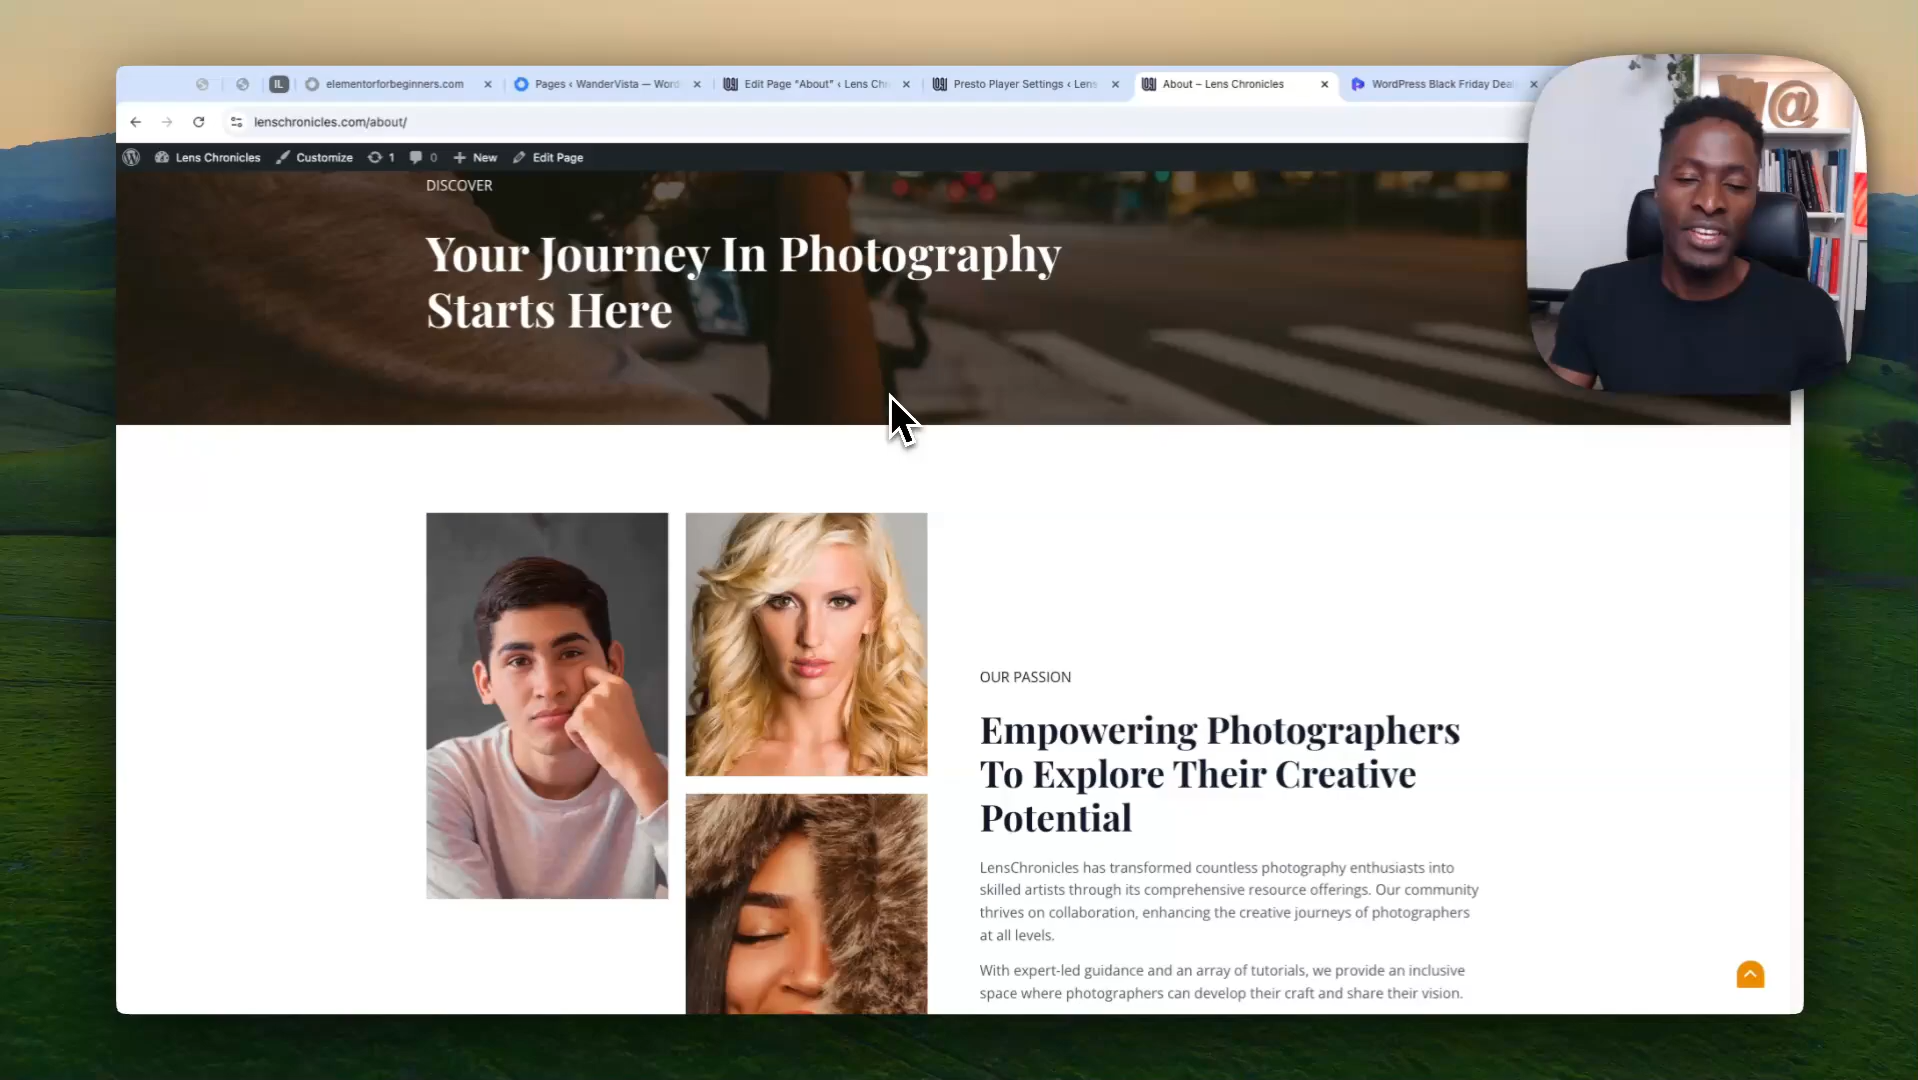 IL
elementorforbeginners.com
Pages ‹ WanderVista — Word
Edit Page "About" ‹ Lens Chr
Presto Player Settings ‹ Lens
About – Lens Chronicles
WordPress Black Friday Deal
lenschronicles.com/about/
Lens Chronicles
Customize
1
0
New
Edit Page
DISCOVER
Your Journey In Photography
Starts Here
OUR PASSION
Empowering Photographers
To Explore Their Creative
Potential
LensChronicles has transformed countless photography enthusiasts into
skilled artists through its comprehensive resource offerings. Our community
thrives on collaboration, enhancing the creative journeys of photographers
at all levels.
With expert-led guidance and an array of tutorials, we provide an inclusive
space where photographers can develop their craft and share their vision.